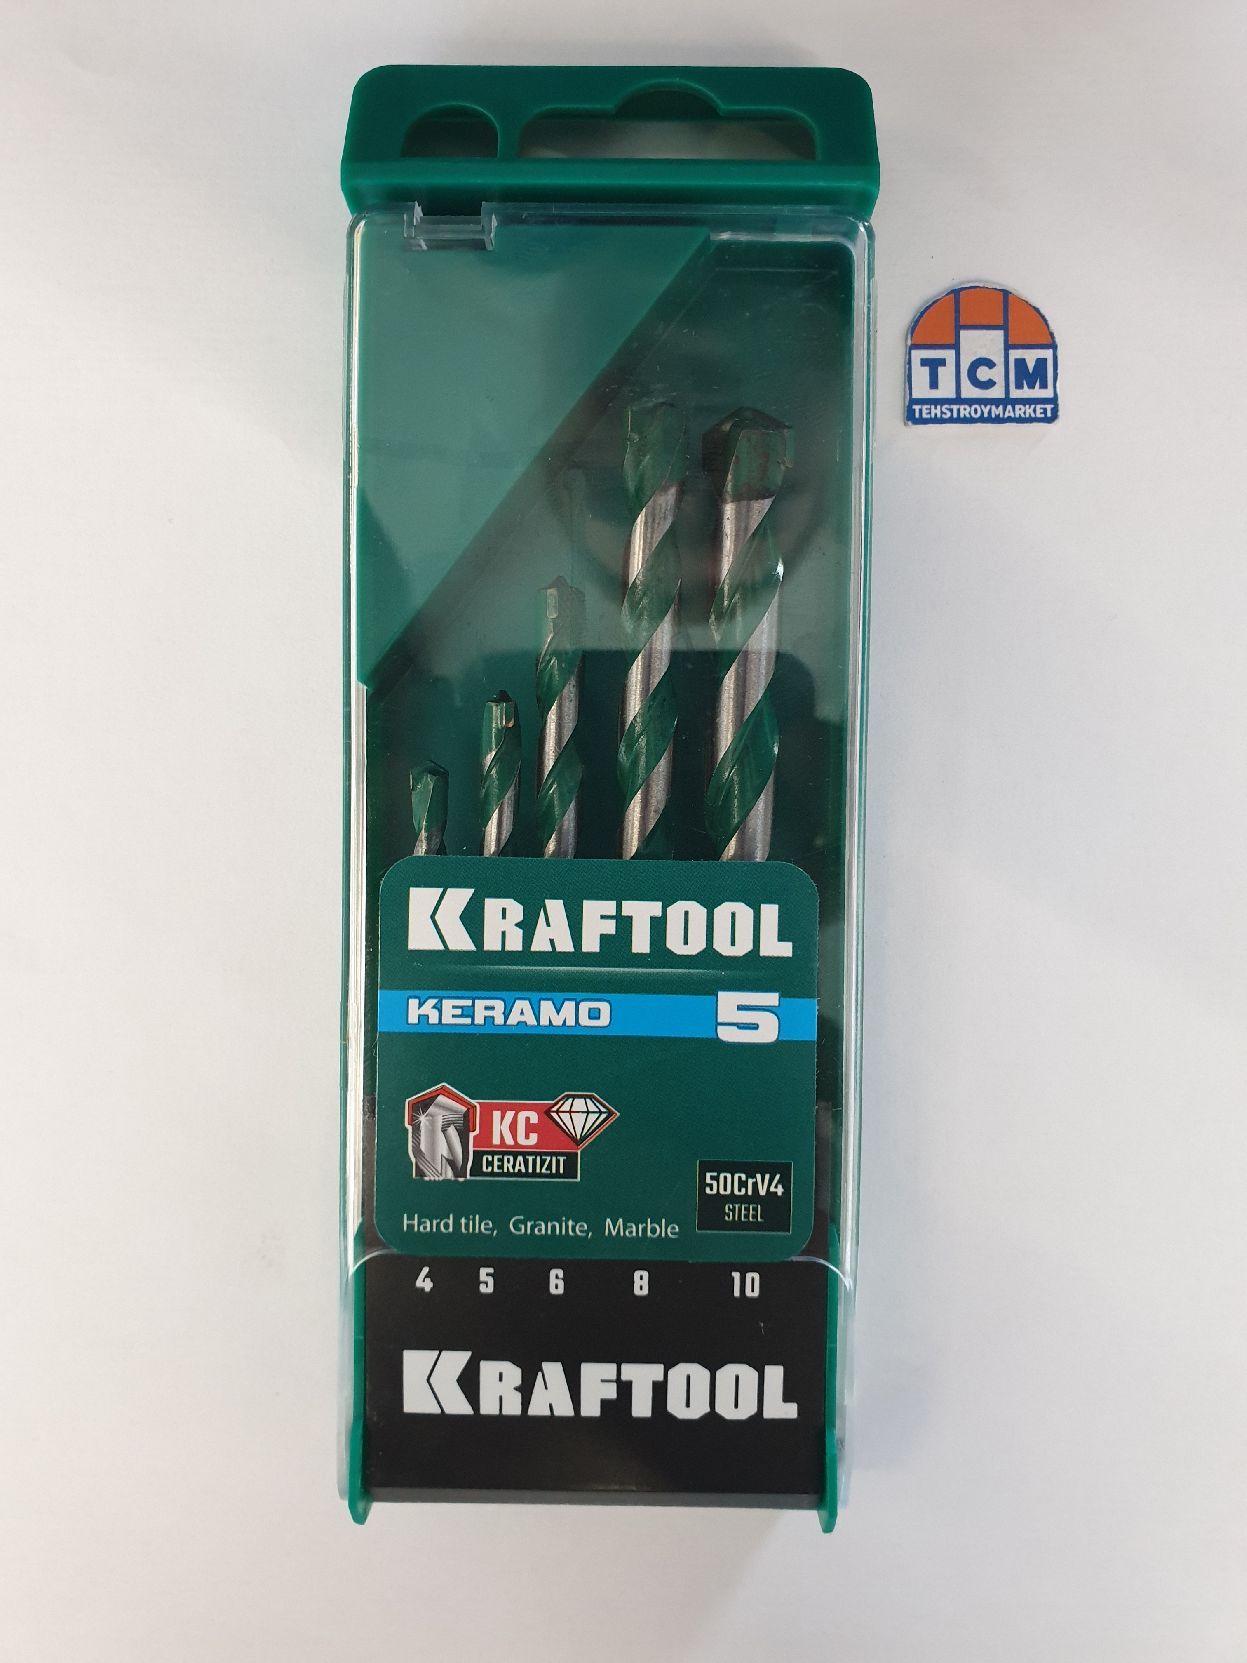 TCM
TEHSTROYMARKET
KRAFTOOL
KERAMO 5
KC
CERATIZIT
50CrV4
STEEL
Hard tile, Granite, Marble
4 5 6 8 10
KRAFTOOL